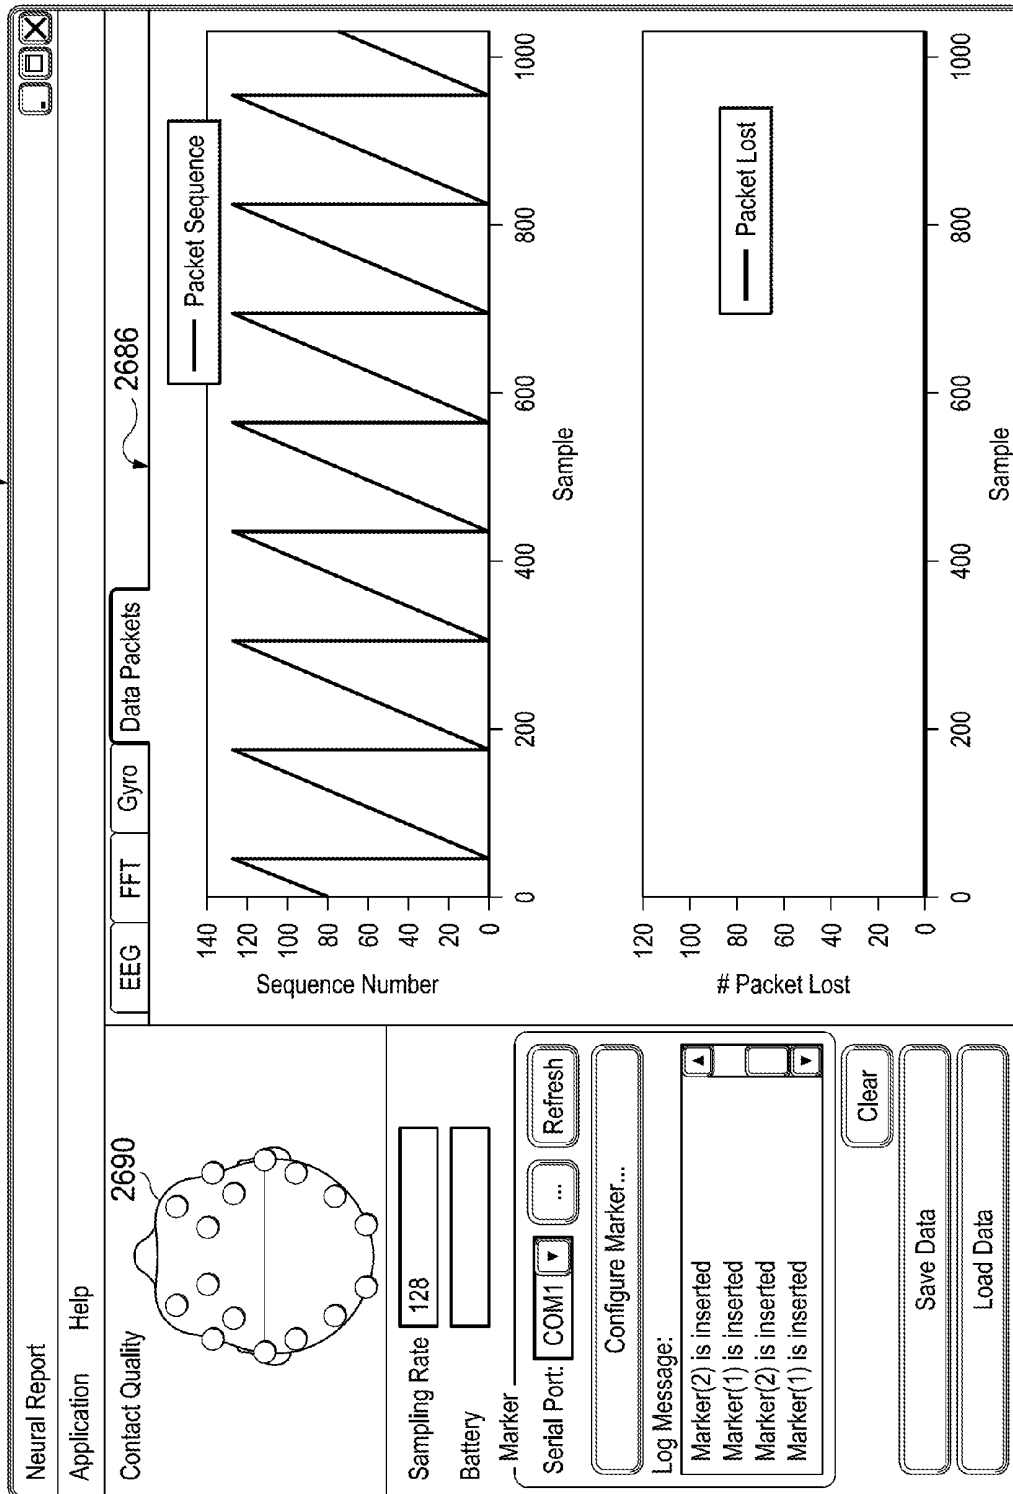 Neural Report
Application Help
Contact Quality
2690
Sampling Rate 128
Battery
Marker
Serial Port: COM1 ... Refresh
Configure Marker...
Log Message:
Marker(2) is inserted
Marker(1) is inserted
Marker(2) is inserted
Marker(1) is inserted
Clear
Save Data
Load Data
EEG FFT Gyro Data Packets
2686
Packet Sequence
Sequence Number
140
120
100
80
60
40
20
0
0 200 400 600 800 1000
Sample
Packet Lost
# Packet Lost
120
100
80
60
40
20
0
0 200 400 600 800 1000
Sample